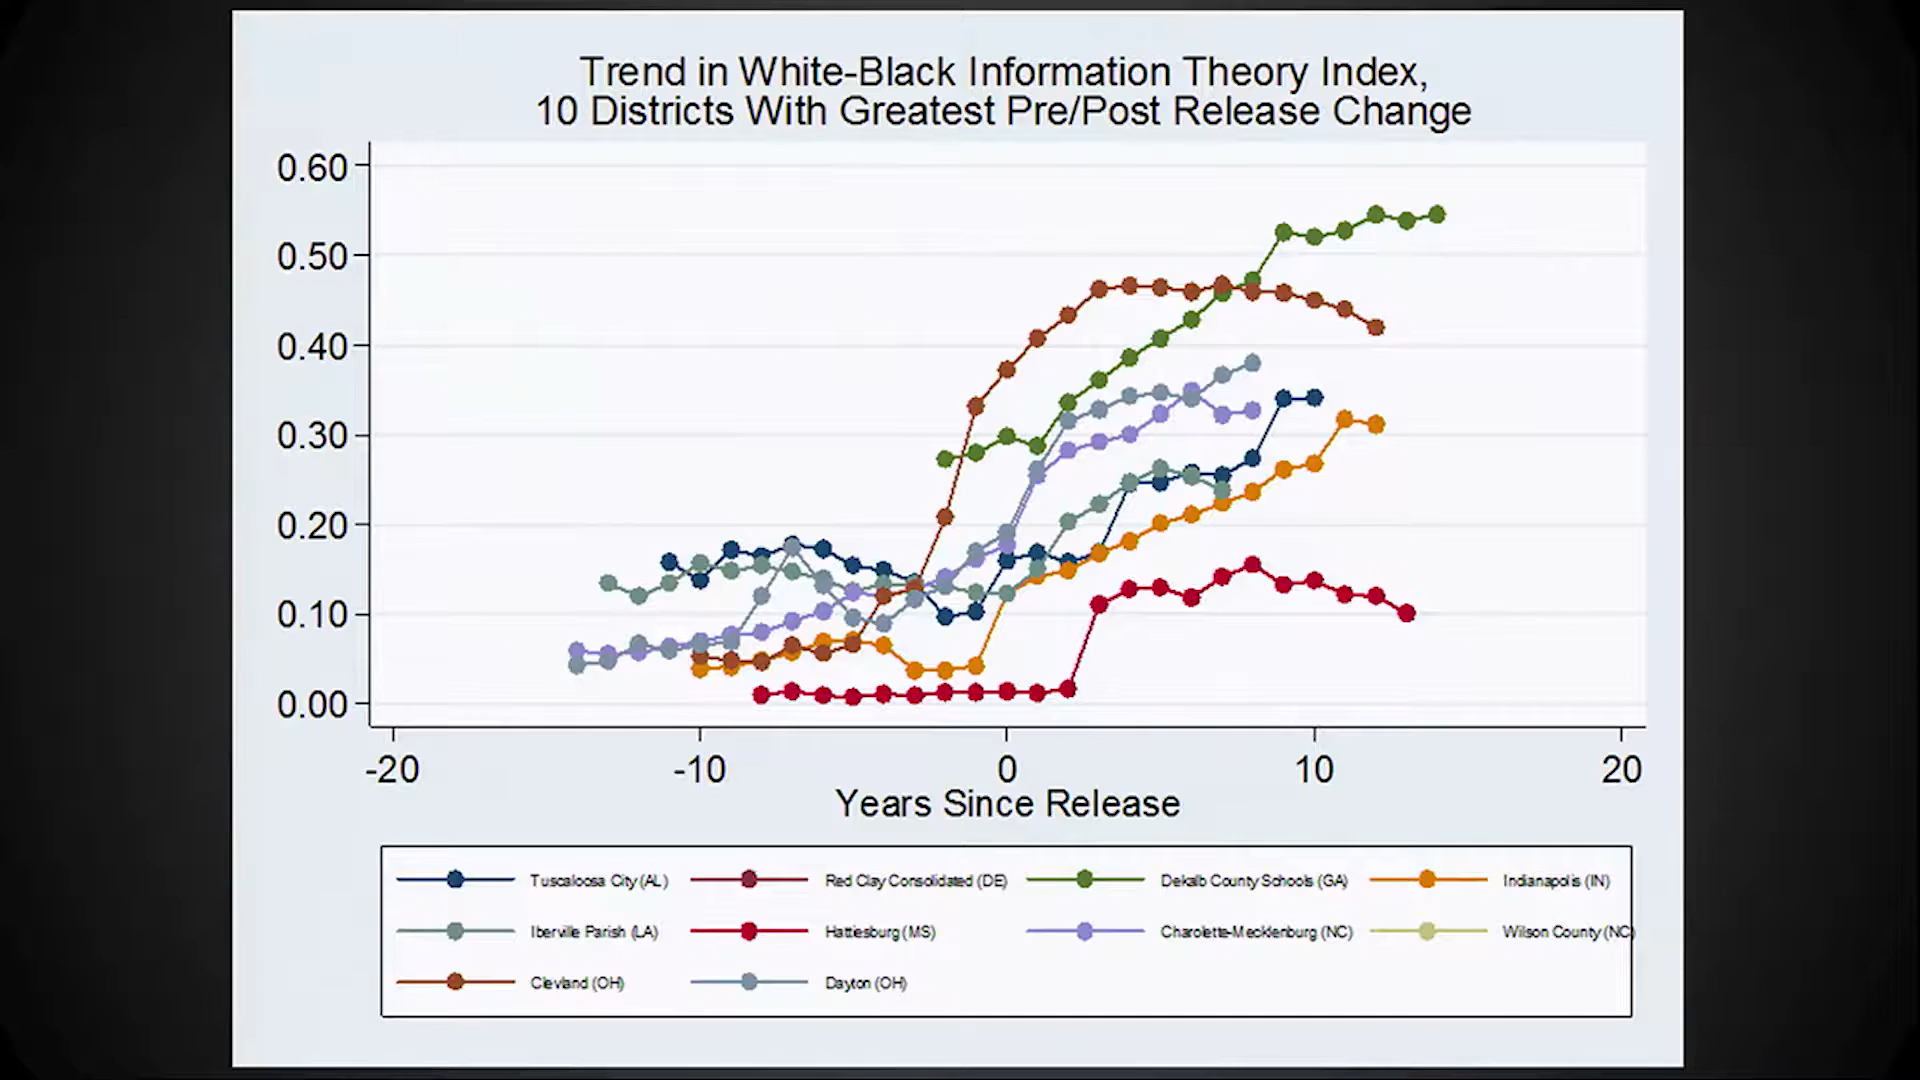 Trend in White-Black Information Theory Index,
10 Districts With Greatest Pre/Post Release Change
0.60
0.50
0.40
0.30
0.20
0.10
0.00
-20 -10 0 10 20
Years Since Release
Tuscaloosa City (AL) Red Clay Consolidated (DE) Dekalb County Schools (GA) Indianapolis (IN)
Iberville Parish (LA) Hattiesburg (MS) Charolette-Mecklenburg (NC) Wilson County (NC)
Clevland (OH) Dayton (OH)